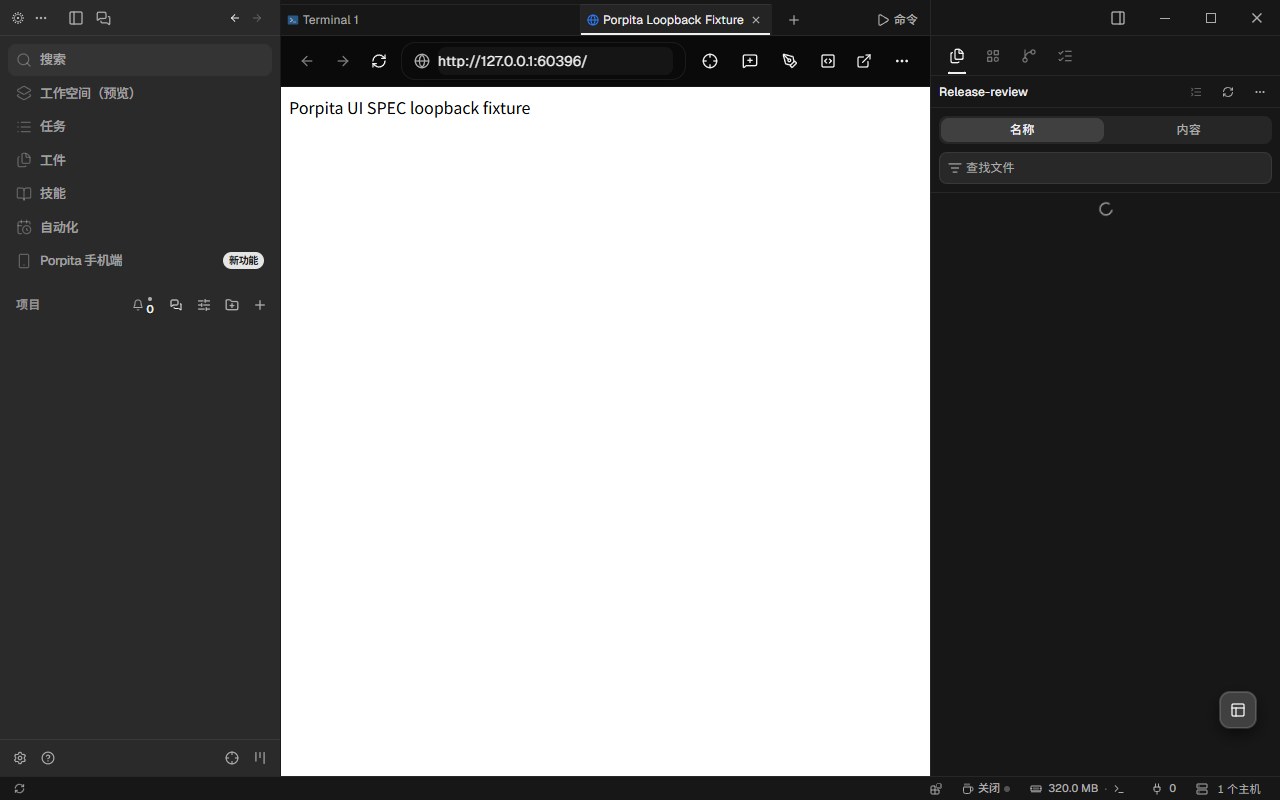 Terminal 1
Porpita Loopback Fixture
命令
搜索
工作空间（预览）
任务
工件
技能
自动化
Porpita 手机端
新功能
项目
0
http://127.0.0.1:60396/
Porpita UI SPEC loopback fixture
Release-review
名称
内容
查找文件
关闭
320.0 MB ·
0
1 个主机